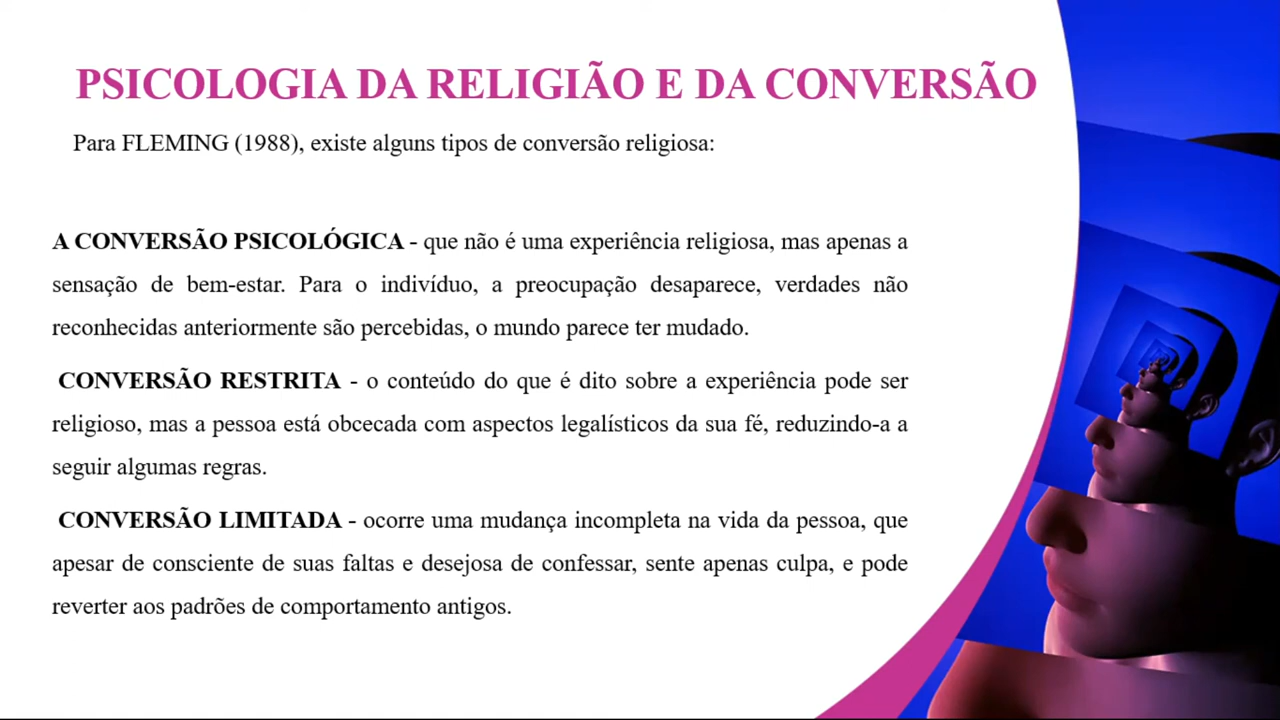 PSICOLOGIA DA RELIGIÃO E DA CONVERSÃO
Para FLEMING (1988), existe alguns tipos de conversão religiosa:
A CONVERSÃO PSICOLÓGICA - que não é uma experiência religiosa, mas apenas a
sensação de bem-estar. Para o indivíduo, a preocupação desaparece, verdades não
reconhecidas anteriormente são percebidas, o mundo parece ter mudado.
CONVERSÃO RESTRITA - o conteúdo do que é dito sobre a experiência pode ser
religioso, mas a pessoa está obcecada com aspectos legalísticos da sua fé, reduzindo-a a
seguir algumas regras.
CONVERSÃO LIMITADA - ocorre uma mudança incompleta na vida da pessoa, que
apesar de consciente de suas faltas e desejosa de confessar, sente apenas culpa, e pode
reverter aos padrões de comportamento antigos.